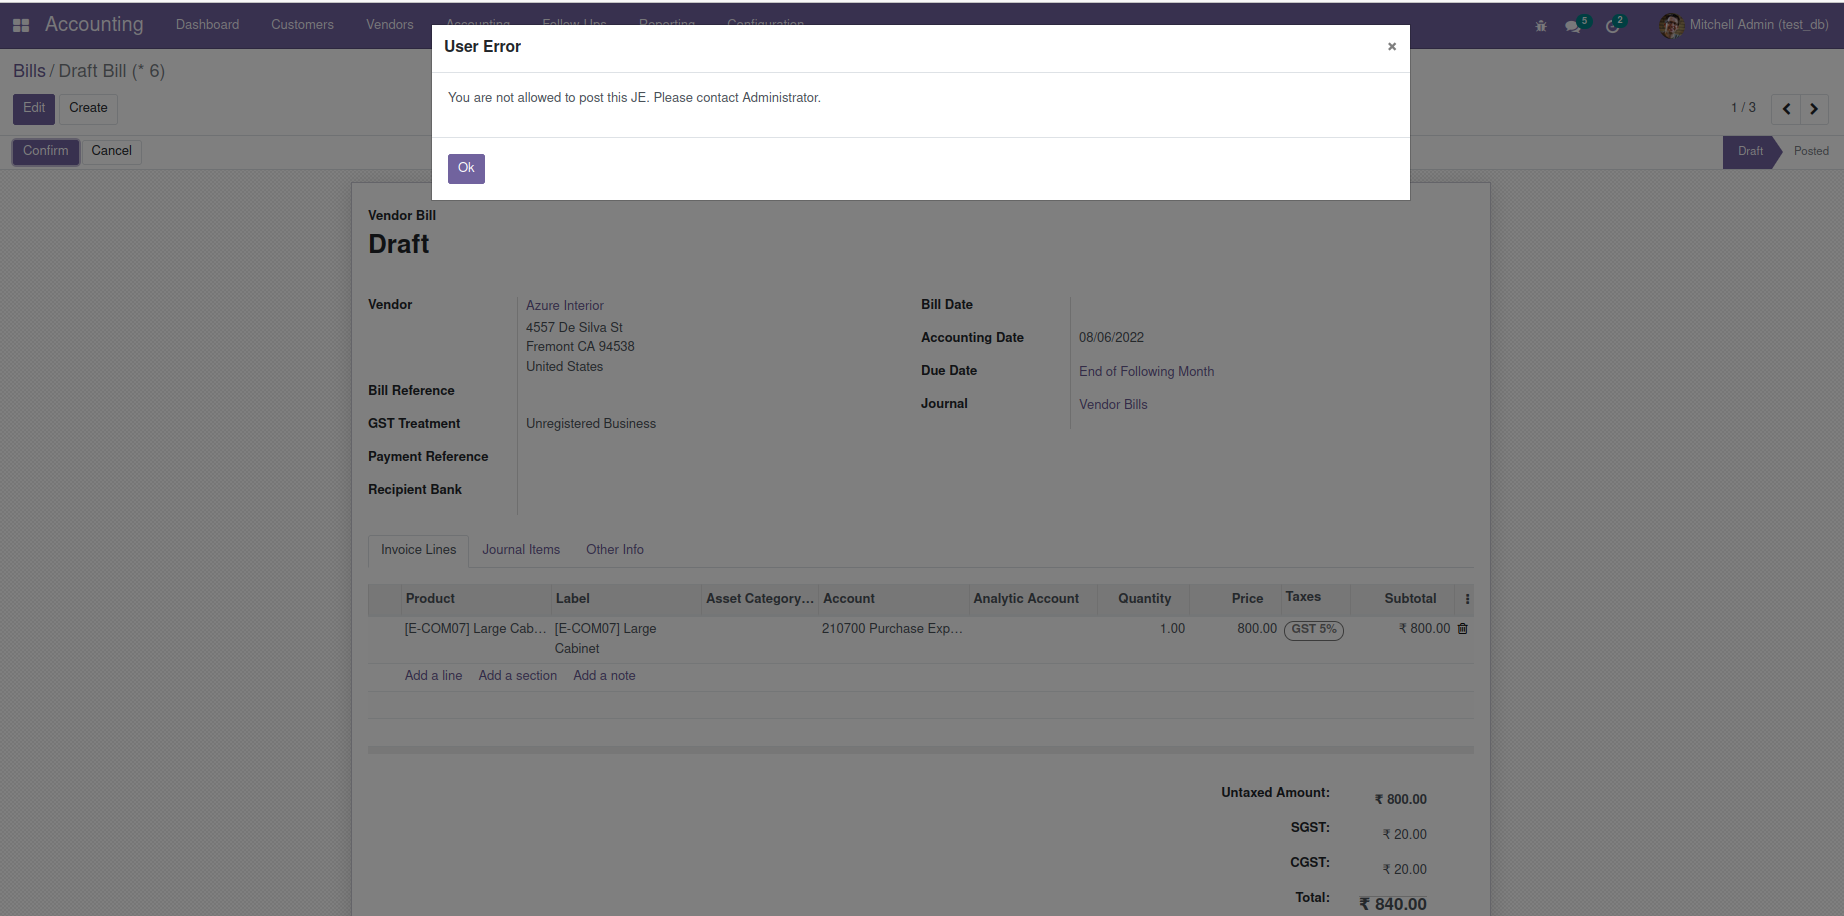 Accounting Dashboard Customers Vendors Accounting Follow-Ups Reporting Configuration 5 2 Mitchell Admin (test_db)
User Error ×
Bills / Draft Bill (* 6)
You are not allowed to post this JE. Please contact Administrator.
Edit Create 1 / 3
Confirm Cancel Draft Posted
Ok
Vendor Bill
Draft
Vendor Azure Interior
4557 De Silva St
Fremont CA 94538
United States
Bill Reference
GST Treatment Unregistered Business
Payment Reference
Recipient Bank
Bill Date
Accounting Date 08/06/2022
Due Date End of Following Month
Journal Vendor Bills
Invoice Lines Journal Items Other Info
Product Label Asset Category... Account Analytic Account Quantity Price Taxes Subtotal
[E-COM07] Large Cab... [E-COM07] Large 210700 Purchase Exp... 1.00 800.00 GST 5% ₹ 800.00
Cabinet
Add a line Add a section Add a note
Untaxed Amount: ₹ 800.00
SGST: ₹ 20.00
CGST: ₹ 20.00
Total: ₹ 840.00